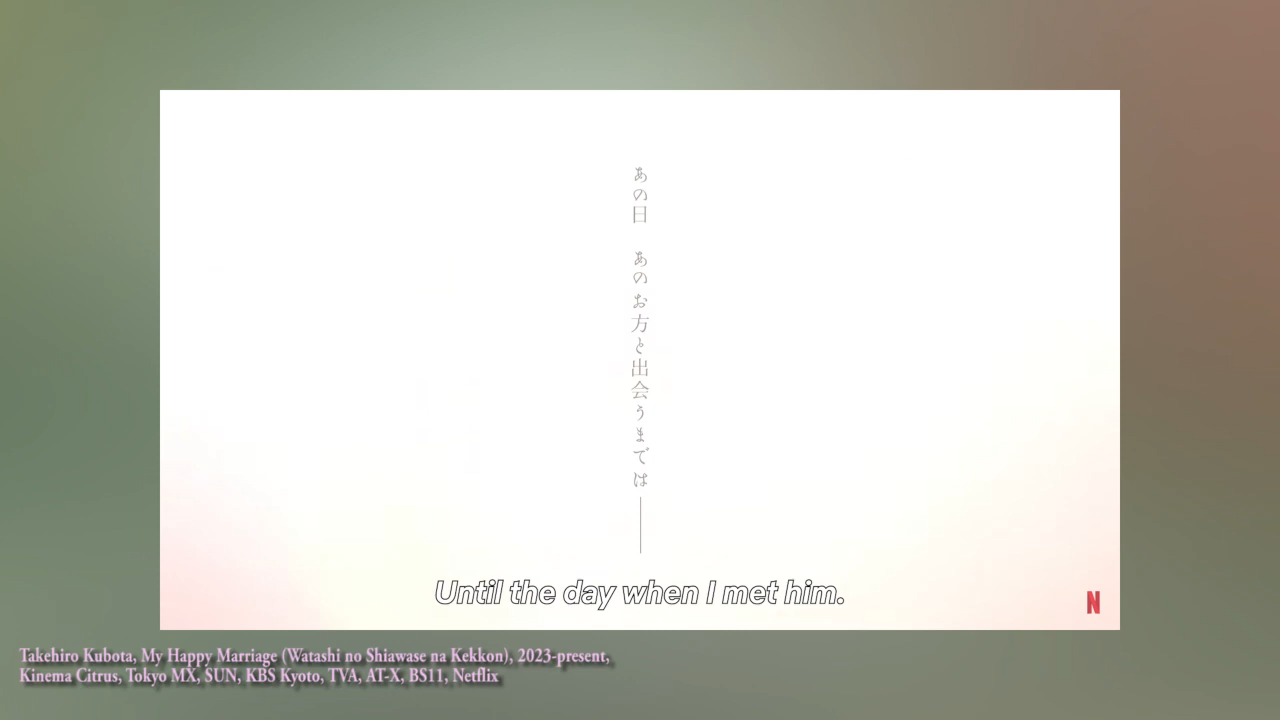 あの日　あのお方と出会うまでは――
Until the day when I met him.
N
Takehiro Kubota, My Happy Marriage (Watashi no Shiawase na Kekkon), 2023-present,
Kinema Citrus, Tokyo MX, SUN, KBS Kyoto, TVA, AT-X, BS11, Netflix